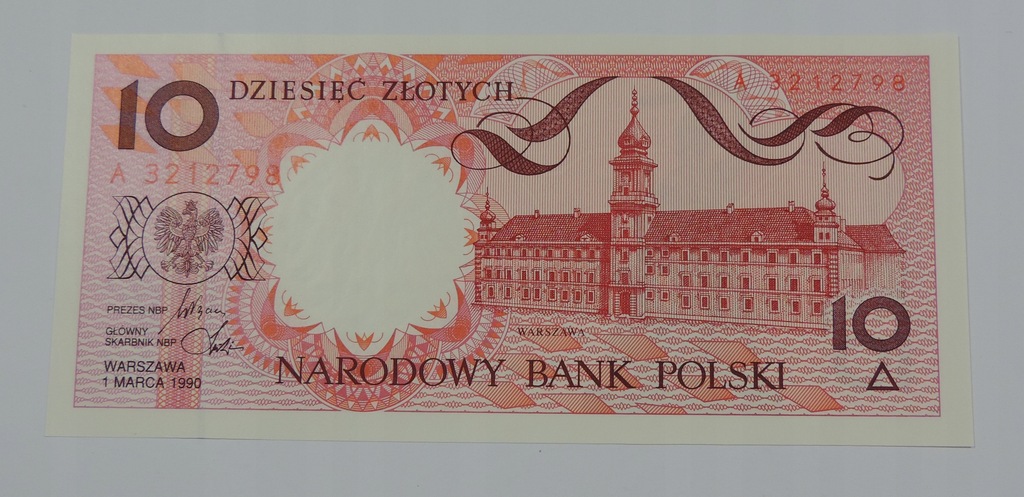 10 DZIESIĘĆ ZŁOTYCH
A 3212798
A 3212798
PREZES NBP
GŁÓWNY
SKARBNIK NBP
WARSZAWA
1 MARCA 1990
WARSZAWA
10
NARODOWY BANK POLSKI